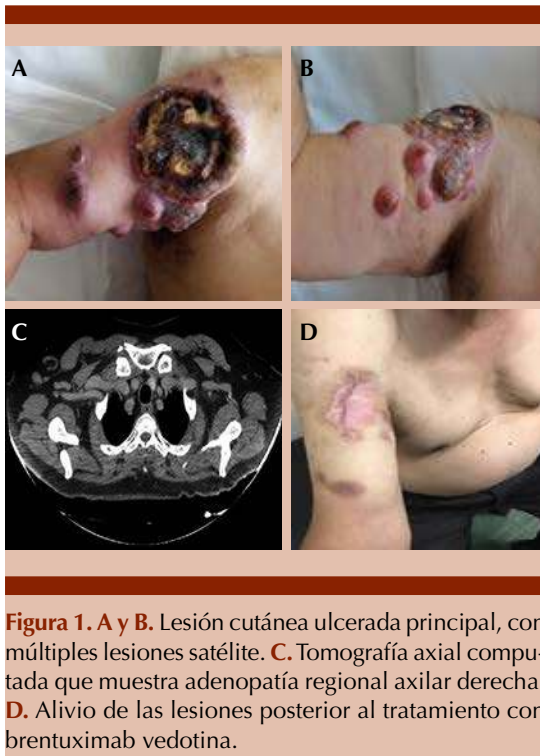 A
B
C
D
Figura 1. A y B. Lesión cutánea ulcerada principal, con
múltiples lesiones satélite. C. Tomografía axial compu-
tada que muestra adenopatía regional axilar derecha.
D. Alivio de las lesiones posterior al tratamiento con
brentuximab vedotina.